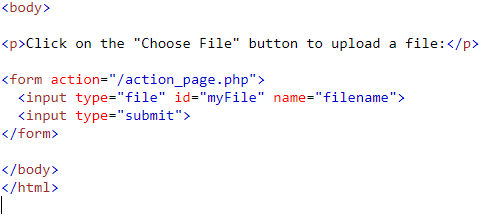 <body>
<p>Click on the "Choose File" button to upload a file:</p>
<form action="/action_page.php">
<input type="file" id="myFile" name="filename">
<input type="submit">
</form>
</body>
</html>